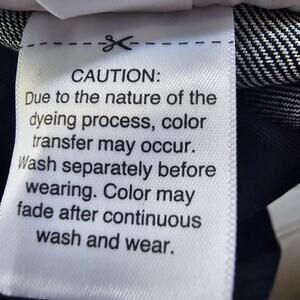 CAUTION:
Due to the nature of the
dyeing process, color
transfer may occur.
Wash separately before
wearing. Color may
fade after continuous
wash and wear.